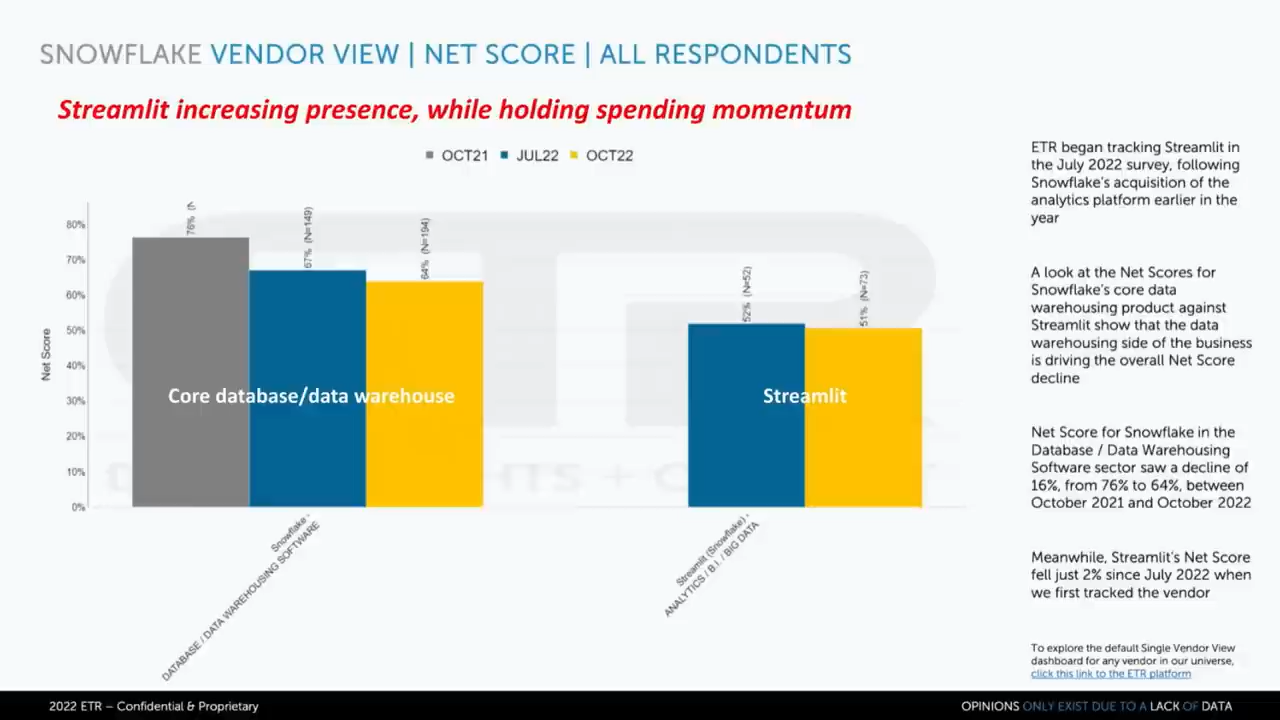 SNOWFLAKE VENDOR VIEW | NET SCORE | ALL RESPONDENTS
Streamlit increasing presence, while holding spending momentum
OCT21 JUL22 OCT22
Net Score
80%
70%
60%
50%
40%
30%
20%
10%
0%
76% (N
67% (N=149)
64% (N=194)
52% (N=52)
51% (N=73)
Core database/data warehouse
Streamlit
Snowflake -
DATABASE / DATA WAREHOUSING SOFTWARE
Streamlit (Snowflake) -
ANALYTICS / B.I. / BIG DATA
ETR began tracking Streamlit in
the July 2022 survey, following
Snowflake's acquisition of the
analytics platform earlier in the
year
A look at the Net Scores for
Snowflake's core data
warehousing product against
Streamlit show that the data
warehousing side of the business
is driving the overall Net Score
decline
Net Score for Snowflake in the
Database / Data Warehousing
Software sector saw a decline of
16%, from 76% to 64%, between
October 2021 and October 2022
Meanwhile, Streamlit's Net Score
fell just 2% since July 2022 when
we first tracked the vendor
To explore the default Single Vendor View
dashboard for any vendor in our universe,
click this link to the ETR platform
2022 ETR – Confidential & Proprietary
OPINIONS ONLY EXIST DUE TO A LACK OF DATA